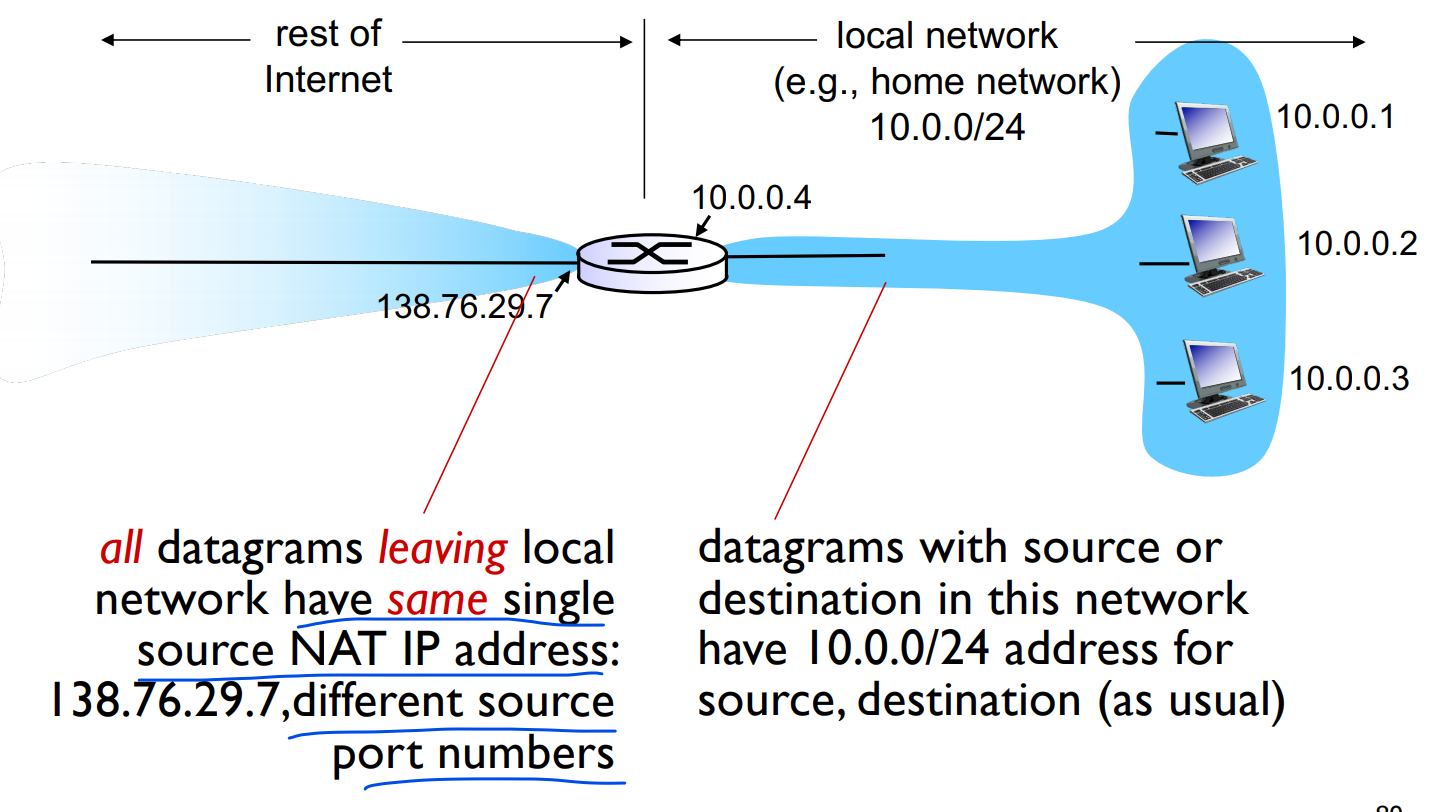 rest of
Internet
local network
(e.g., home network)
10.0.0/24
10.0.0.1
10.0.0.4
10.0.0.2
138.76.29.7
10.0.0.3
all datagrams leaving local
network have same single
source NAT IP address:
138.76.29.7,different source
port numbers
datagrams with source or
destination in this network
have 10.0.0/24 address for
source, destination (as usual)